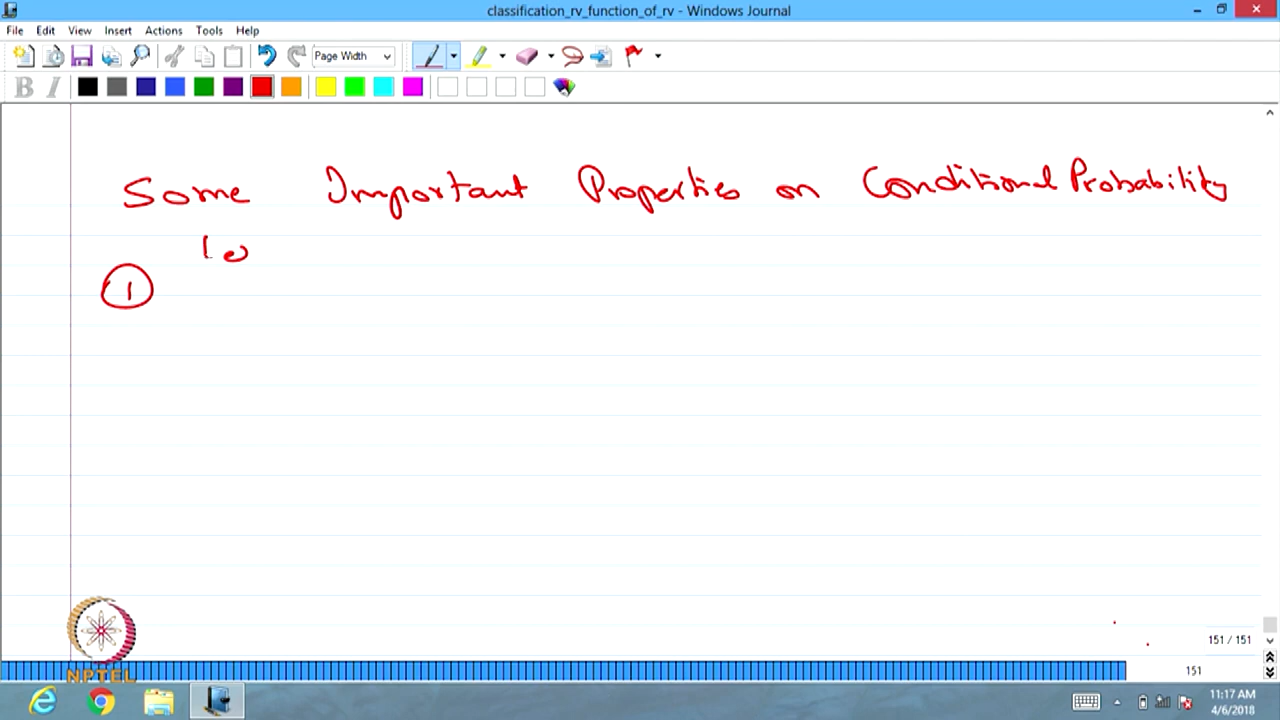 classification_rv_function_of_rv - Windows Journal
File Edit View Insert Actions Tools Help
Page Width
B I
Some Important Properties on Conditional Probability
①
151 / 151
151
NPTEL
11:17 AM
4/6/2018